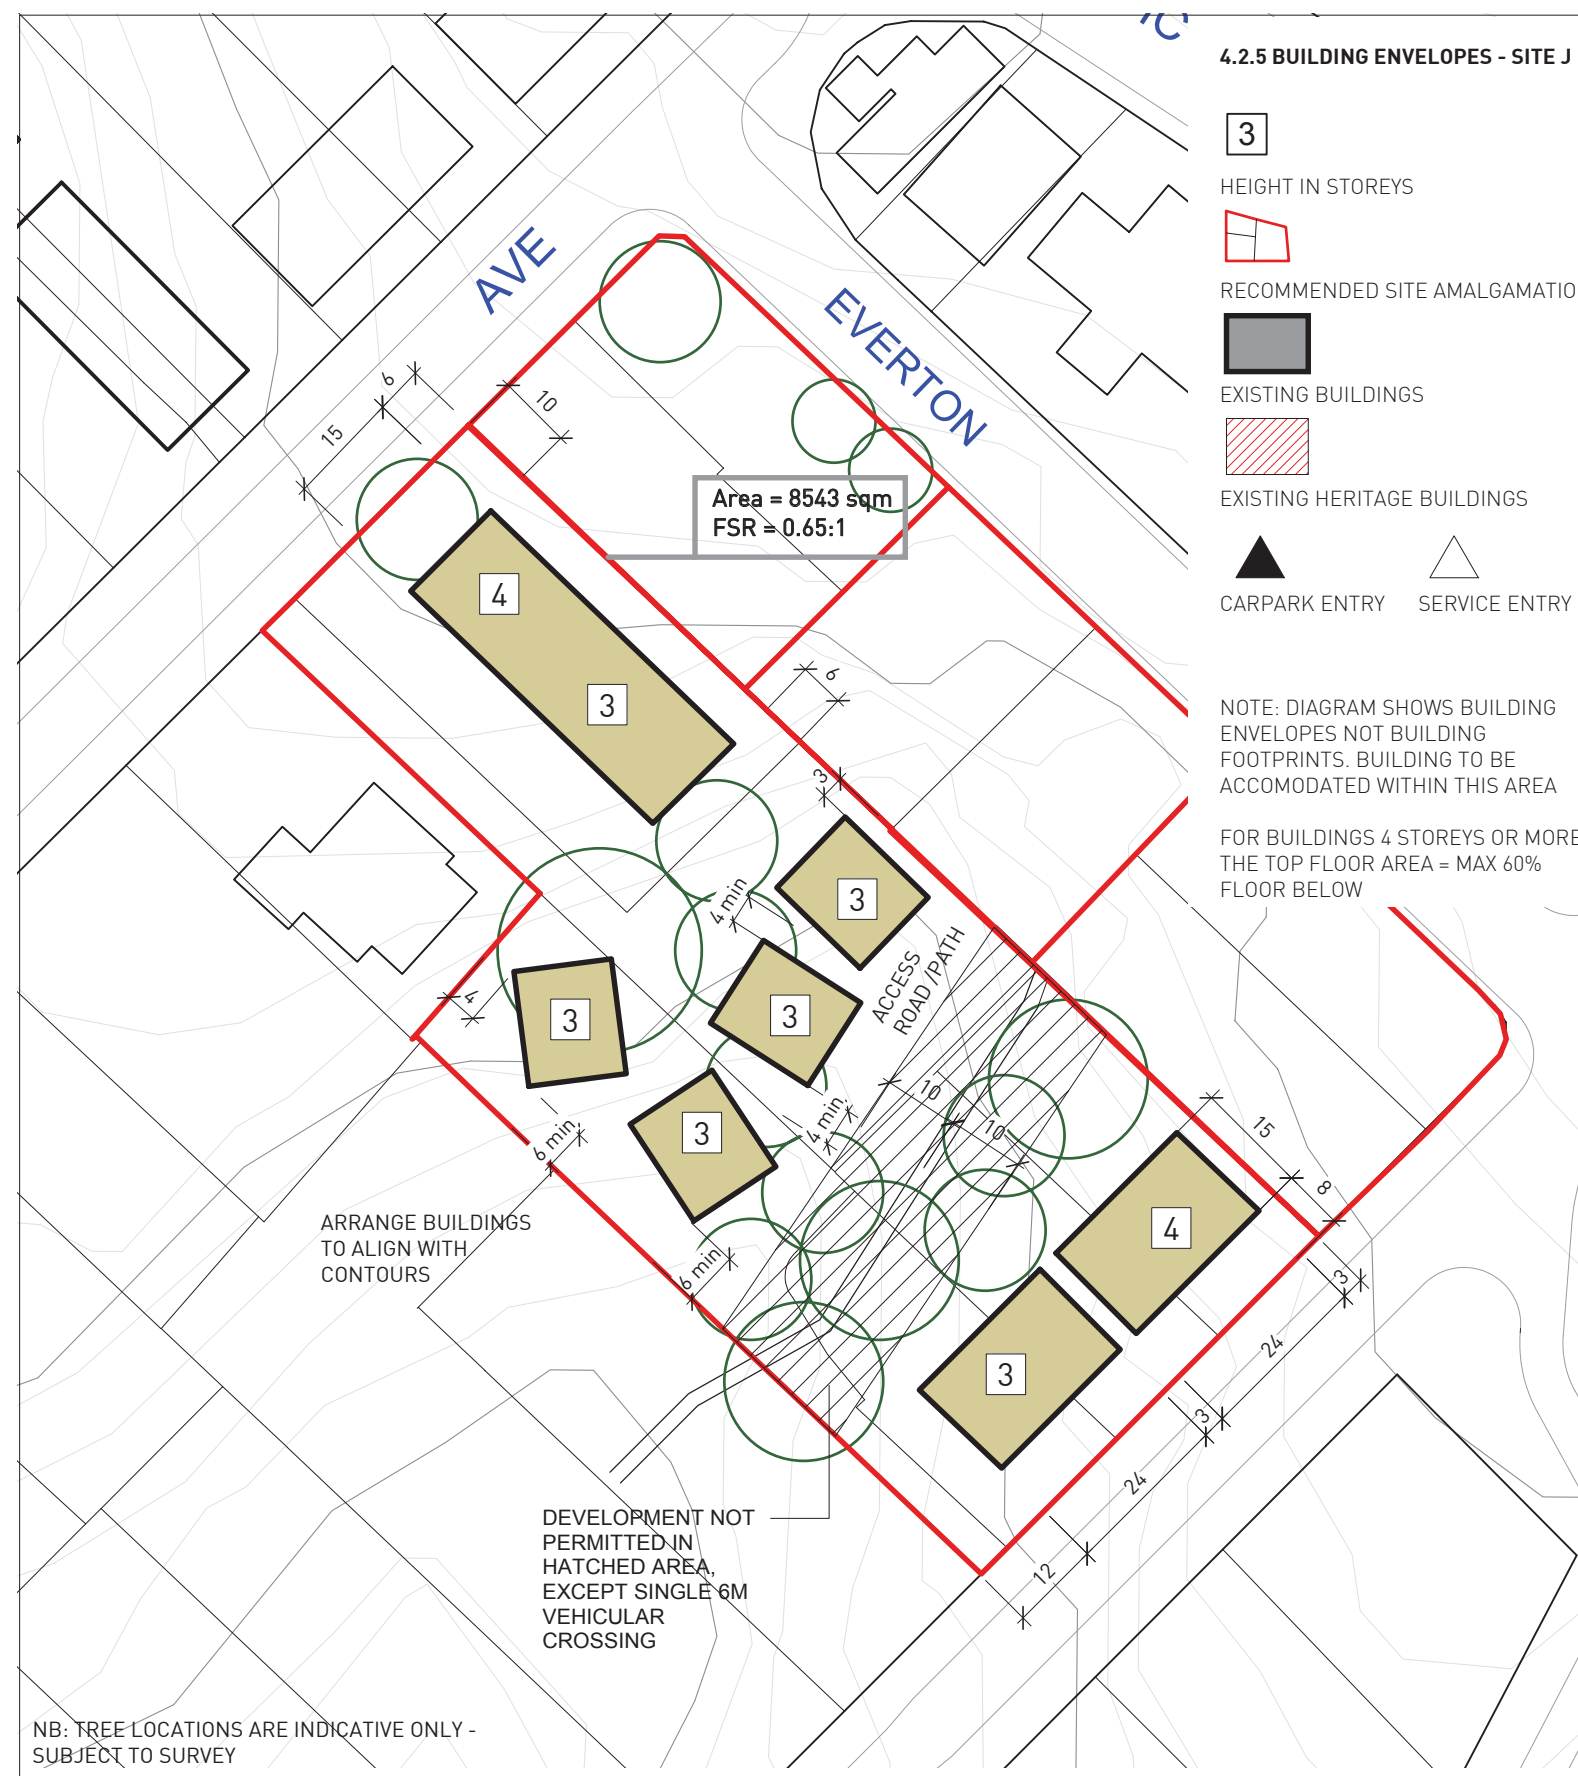 IC
4.2.5 BUILDING ENVELOPES - SITE J
3
HEIGHT IN STOREYS
RECOMMENDED SITE AMALGAMATIO
EXISTING BUILDINGS
EXISTING HERITAGE BUILDINGS
CARPARK ENTRY
SERVICE ENTRY
NOTE: DIAGRAM SHOWS BUILDING
ENVELOPES NOT BUILDING
FOOTPRINTS. BUILDING TO BE
ACCOMODATED WITHIN THIS AREA
FOR BUILDINGS 4 STOREYS OR MORE
THE TOP FLOOR AREA = MAX 60%
FLOOR BELOW
AVE
EVERTON
6
15
10
Area = 8543 sqm
FSR = 0.65:1
4
3
6
3
3
4 min
ACCESS
ROAD /PATH
3
3
4
3
4 min
6 min
6 min
10
10
15
8
4
3
3
24
3
24
12
ARRANGE BUILDINGS
TO ALIGN WITH
CONTOURS
DEVELOPMENT NOT
PERMITTED IN
HATCHED AREA,
EXCEPT SINGLE 6M
VEHICULAR
CROSSING
NB: TREE LOCATIONS ARE INDICATIVE ONLY -
SUBJECT TO SURVEY